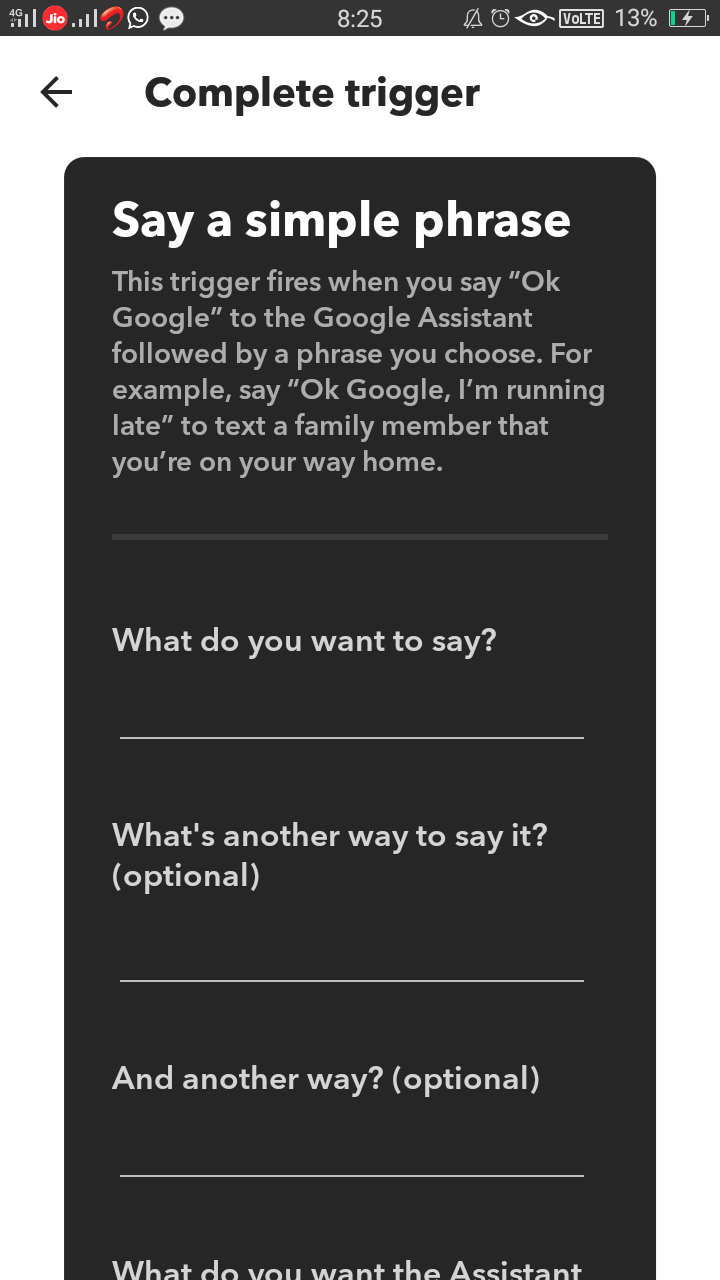 4G Jio 8:25 VoLTE 13%
Complete trigger
Say a simple phrase
This trigger fires when you say “Ok
Google” to the Google Assistant
followed by a phrase you choose. For
example, say “Ok Google, I’m running
late” to text a family member that
you’re on your way home.
What do you want to say?
What's another way to say it?
(optional)
And another way? (optional)
What do you want the Assistant